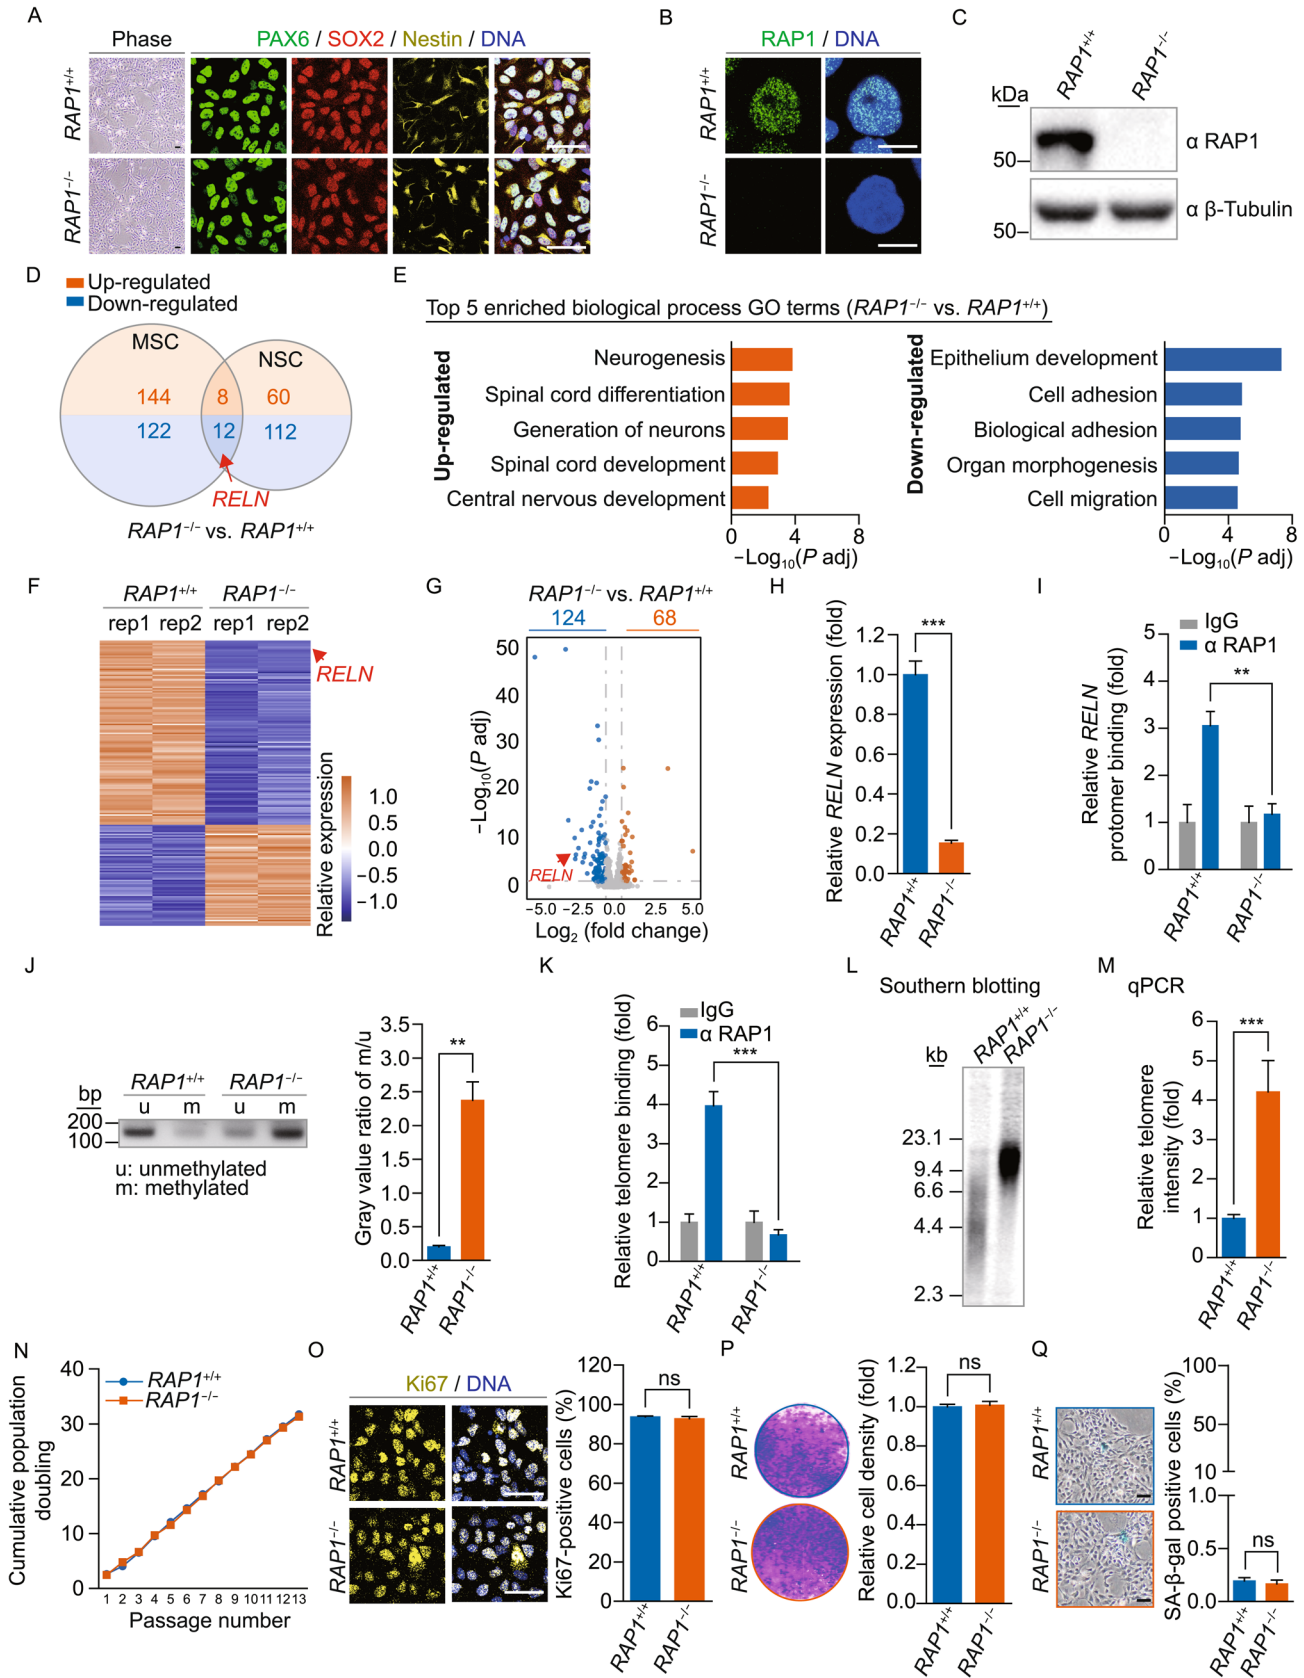 A
Phase
PAX6 / SOX2 / Nestin / DNA
RAP1+/+
RAP1−/−
B
RAP1 / DNA
RAP1+/+
RAP1−/−
C
RAP1+/+
RAP1−/−
kDa
50
α RAP1
50
α β-Tubulin
D
Up-regulated
Down-regulated
MSC
NSC
144
8
60
122
12
112
RELN
RAP1−/− vs. RAP1+/+
E
Top 5 enriched biological process GO terms (RAP1−/− vs. RAP1+/+)
Up-regulated
Neurogenesis
Spinal cord differentiation
Generation of neurons
Spinal cord development
Central nervous development
0 4 8
−Log10(P adj)
Down-regulated
Epithelium development
Cell adhesion
Biological adhesion
Organ morphogenesis
Cell migration
0 4 8
−Log10(P adj)
F
RAP1+/+ RAP1−/−
rep1 rep2 rep1 rep2
RELN
Relative expression
1.0
0.5
0.0
−0.5
−1.0
G
RAP1−/− vs. RAP1+/+
124 68
−Log10(P adj)
50
40
30
20
10
0
RELN
−5.0 −2.5 0.0 2.5 5.0
Log2 (fold change)
H
Relative RELN expression (fold)
1.2
1.0
0.8
0.6
0.4
0.2
0.0
***
RAP1+/+
RAP1−/−
I
IgG
α RAP1
Relative RELN
protomer binding (fold)
5
4
3
2
1
0
**
RAP1+/+
RAP1−/−
J
bp
RAP1+/+ RAP1−/−
u m u m
200
100
u: unmethylated
m: methylated
Gray value ratio of m/u
3.5
3.0
2.5
2.0
1.5
1.0
0.5
0.0
**
RAP1+/+
RAP1−/−
K
IgG
α RAP1
Relative telomere binding (fold)
6
5
4
3
2
1
0
***
RAP1+/+
RAP1−/−
L
Southern blotting
RAP1+/+
RAP1−/−
kb
23.1
9.4
6.6
4.4
2.3
M
qPCR
Relative telomere
intensity (fold)
6
5
4
3
2
1
0
***
RAP1+/+
RAP1−/−
N
Cumulative population
doubling
40
30
20
10
0
RAP1+/+
RAP1−/−
1 2 3 4 5 6 7 8 9 10 11 12 13
Passage number
O
Ki67 / DNA
RAP1+/+
RAP1−/−
Ki67-positive cells (%)
120
100
80
60
40
20
0
ns
RAP1+/+
RAP1−/−
P
RAP1+/+
RAP1−/−
Relative cell density (fold)
1.2
1.0
0.8
0.6
0.4
0.2
0.0
ns
RAP1+/+
RAP1−/−
Q
RAP1+/+
RAP1−/−
SA-β-gal positive cells (%)
100
50
10
1.0
0.5
0.0
ns
RAP1+/+
RAP1−/−